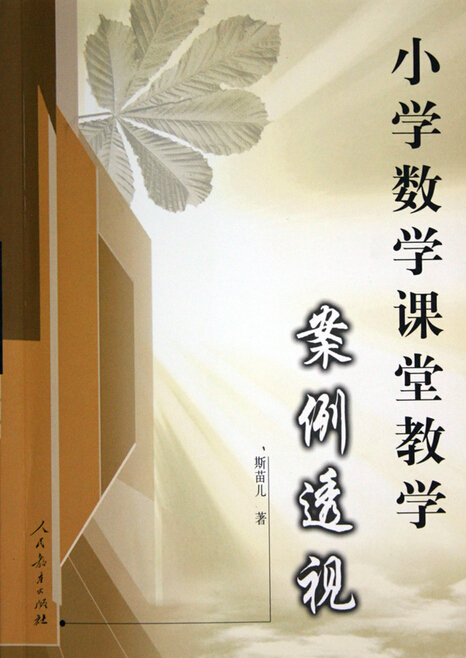 小学数学课堂教学
案例透视
斯苗儿 著
人民教育出版社